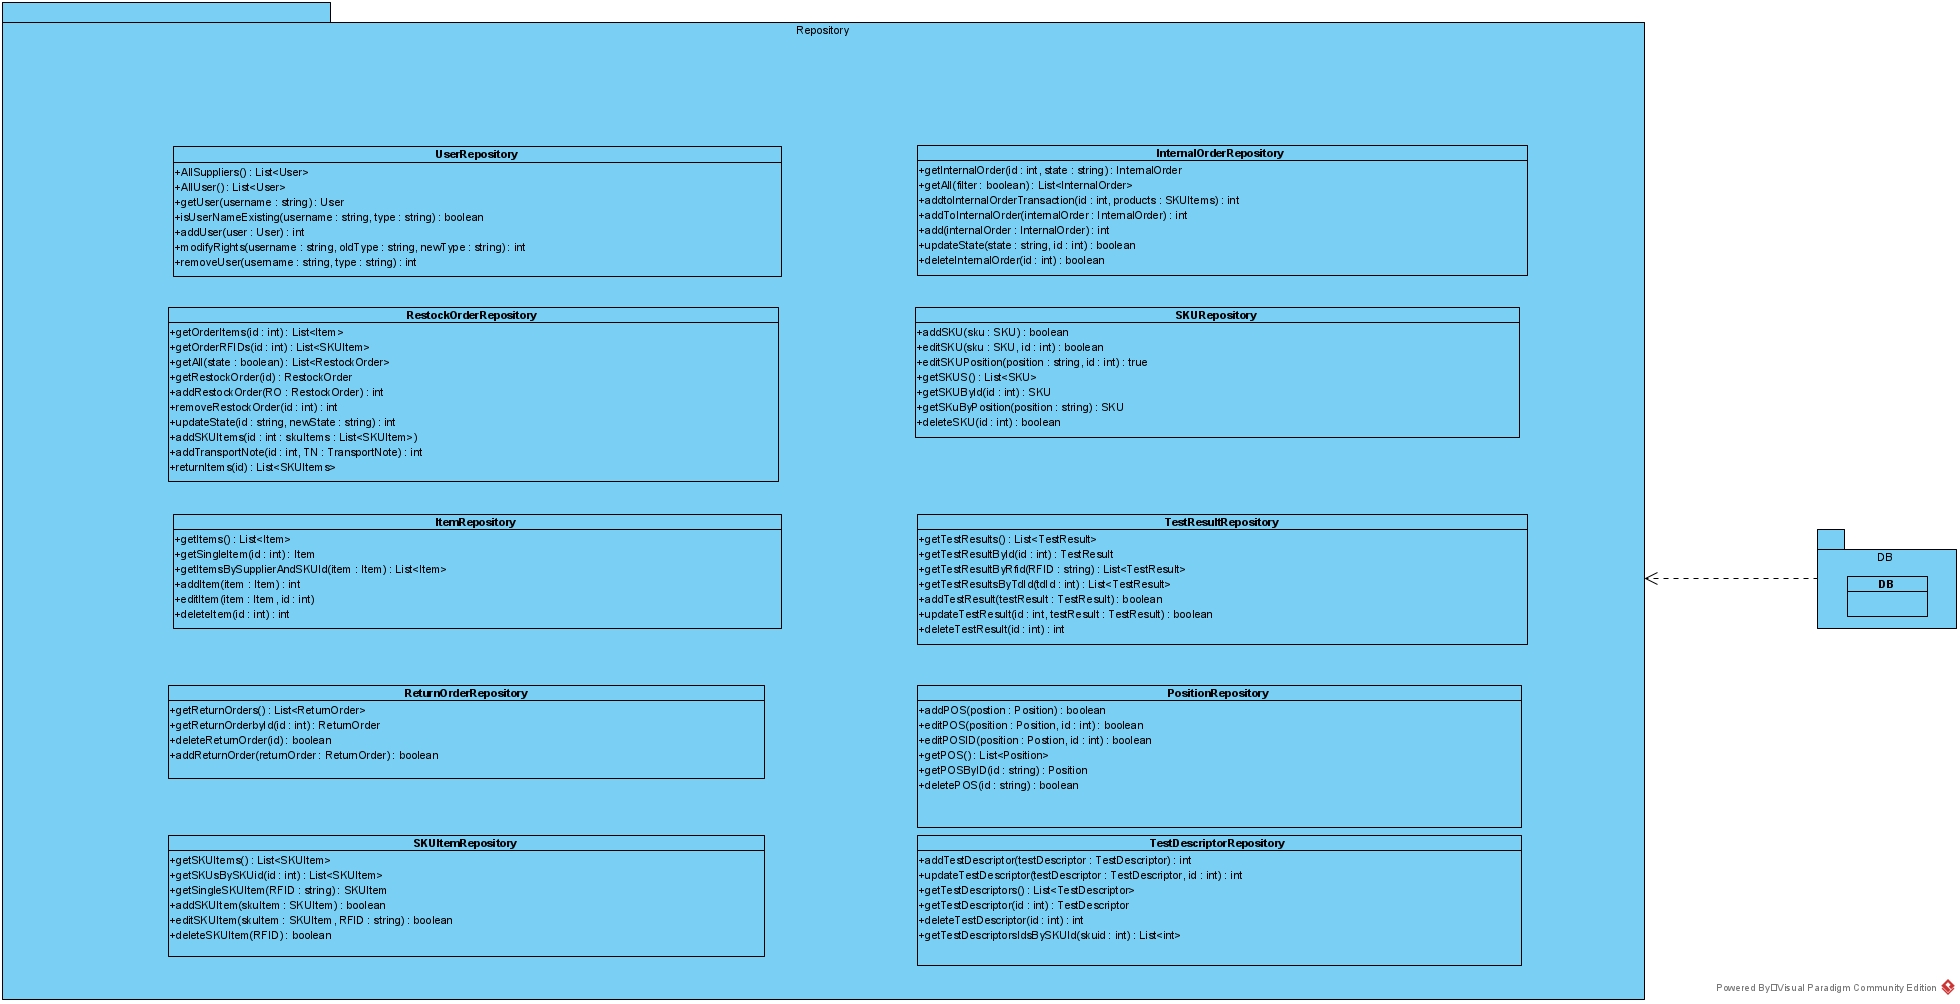 Repository
UserRepository
+AllSuppliers() : List<User>
+AllUser() : List<User>
+getUser(username : string) : User
+isUserNameExisting(username : string, type : string) : boolean
+addUser(user : User) : int
+modifyRights(username : string, oldType : string, newType : string) : int
+removeUser(username : string, type : string) : int
InternalOrderRepository
+getInternalOrder(id : int, state : string) : InternalOrder
+getAll(filter : boolean) : List<InternalOrder>
+addtoInternalOrderTransaction(id : int, products : SKUItems) : int
+addToInternalOrder(internalOrder : InternalOrder) : int
+add(internalOrder : InternalOrder) : int
+updateState(state : string, id : int) : boolean
+deleteInternalOrder(id : int) : boolean
RestockOrderRepository
+getOrderItems(id : int) : List<Item>
+getOrderRFIDs(id : int) : List<SKUItem>
+getAll(state : boolean) : List<RestockOrder>
+getRestockOrder(id) : RestockOrder
+addRestockOrder(RO : RestockOrder) : int
+removeRestockOrder(id : int) : int
+updateState(id : string, newState : string) : int
+addSKUItems(id : int : skuItems : List<SKUItem>)
+addTransportNote(id : int, TN : TransportNote) : int
+returnItems(id) : List<SKUItems>
SKURepository
+addSKU(sku : SKU) : boolean
+editSKU(sku : SKU, id : int) : boolean
+editSKUPosition(position : string, id : int) : true
+getSKUS() : List<SKU>
+getSKUById(id : int) : SKU
+getSKuByPosition(position : string) : SKU
+deleteSKU(id : int) : boolean
ItemRepository
+getItems() : List<Item>
+getSingleItem(id : int) : Item
+getItemsBySupplierAndSKUId(item : Item) : List<Item>
+addItem(item : Item) : int
+editItem(item : Item, id : int)
+deleteItem(id : int) : int
TestResultRepository
+getTestResults() : List<TestResult>
+getTestResultById(id : int) : TestResult
+getTestResultByRfid(RFID : string) : List<TestResult>
+getTestResultsByTdId(tdId : int) : List<TestResult>
+addTestResult(testResult : TestResult) : boolean
+updateTestResult(id : int, testResult : TestResult) : boolean
+deleteTestResult(id : int) : int
DB
DB
ReturnOrderRepository
+getReturnOrders() : List<ReturnOrder>
+getReturnOrderbyId(id : int) : ReturnOrder
+deleteReturnOrder(id) : boolean
+addReturnOrder(returnOrder : ReturnOrder) : boolean
PositionRepository
+addPOS(postion : Position) : boolean
+editPOS(position : Position, id : int) : boolean
+editPOSID(position : Postion, id : int) : boolean
+getPOS() : List<Position>
+getPOSByID(id : string) : Position
+deletePOS(id : string) : boolean
SKUItemRepository
+getSKUItems() : List<SKUItem>
+getSKUsBySKUid(id : int) : List<SKUItem>
+getSingleSKUItem(RFID : string) : SKUItem
+addSKUItem(skuItem : SKUItem) : boolean
+editSKUItem(skuItem : SKUItem, RFID : string) : boolean
+deleteSKUItem(RFID) : boolean
TestDescriptorRepository
+addTestDescriptor(testDescriptor : TestDescriptor) : int
+updateTestDescriptor(testDescriptor : TestDescriptor, id : int) : int
+getTestDescriptors() : List<TestDescriptor>
+getTestDescriptor(id : int) : TestDescriptor
+deleteTestDescriptor(id : int) : int
+getTestDescriptorsIdsBySKUId(skuid : int) : List<int>
Powered By□Visual Paradigm Community Edition